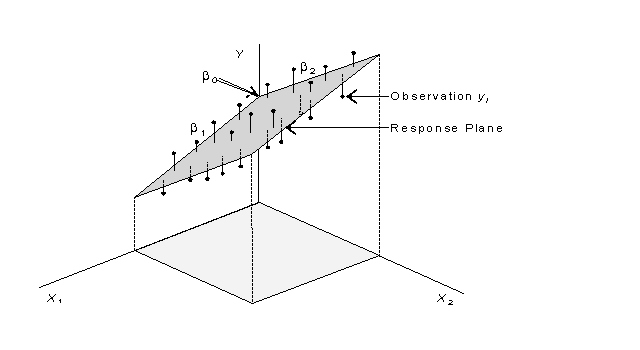 Y
β₀
β₂
Observation yᵢ
β₁
Response Plane
X₁
X₂